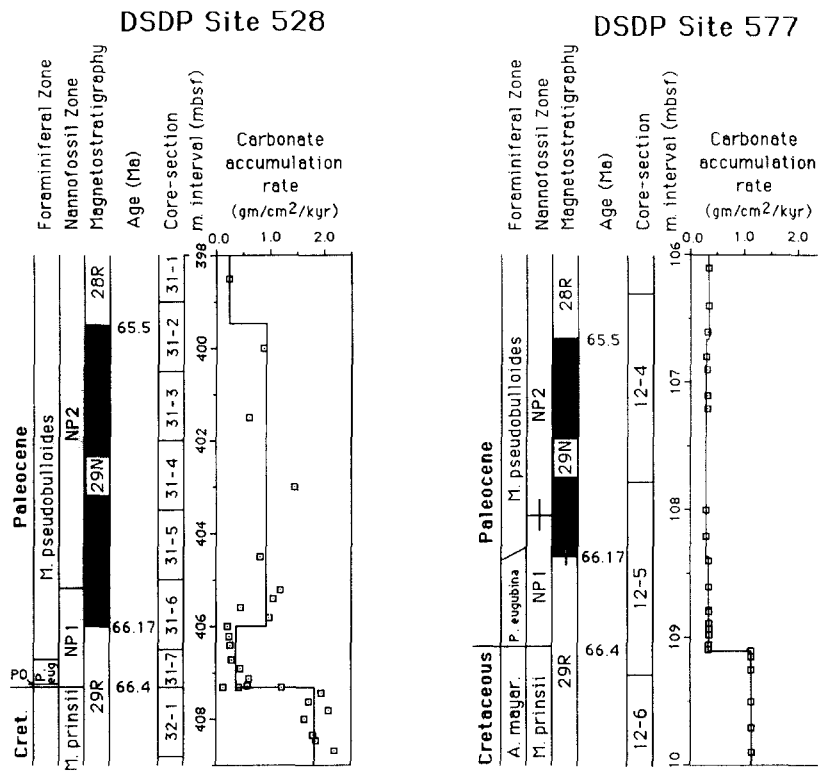 DSDP Site 528
Foraminiferal Zone
Nannofossil Zone
Magnetostratigraphy
Age (Ma)
Core-section
m. interval (mbsf)
Carbonate
accumulation
rate
(gm/cm2/kyr)
0.0
1.0
2.0
398
400
402
404
406
408
Paleocene
Cret.
M. pseudobulloides
P. eug
P0
NP2
NP1
M. prinsii
28R
29N
29R
65.5
66.17
66.4
31-1
31-2
31-3
31-4
31-5
31-6
31-7
32-1
DSDP Site 577
Foraminiferal Zone
Nannofossil Zone
Magnetostratigraphy
Age (Ma)
Core-section
m. interval (mbsf)
Carbonate
accumulation
rate
(gm/cm2/kyr)
0.0
1.0
2.0
106
107
108
109
10
Paleocene
Cretaceous
M. pseudobulloides
P. eugubina
A. mayar.
NP2
NP1
M. prinsii
28R
29N
29R
65.5
66.17
66.4
12-4
12-5
12-6